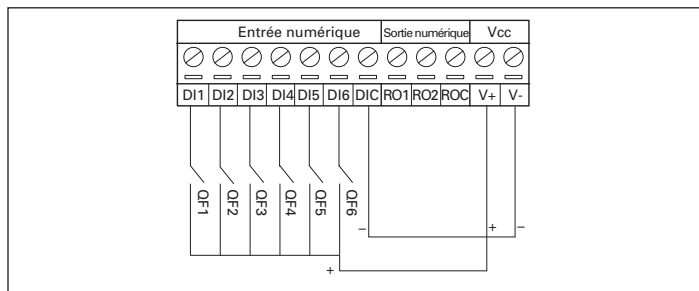 Entrée numérique Sortie numérique Vcc
DI1 DI2 DI3 DI4 DI5 DI6 DIC RO1 RO2 ROC V+ V-
QF1 QF2 QF3 QF4 QF5 QF6
– + –
+